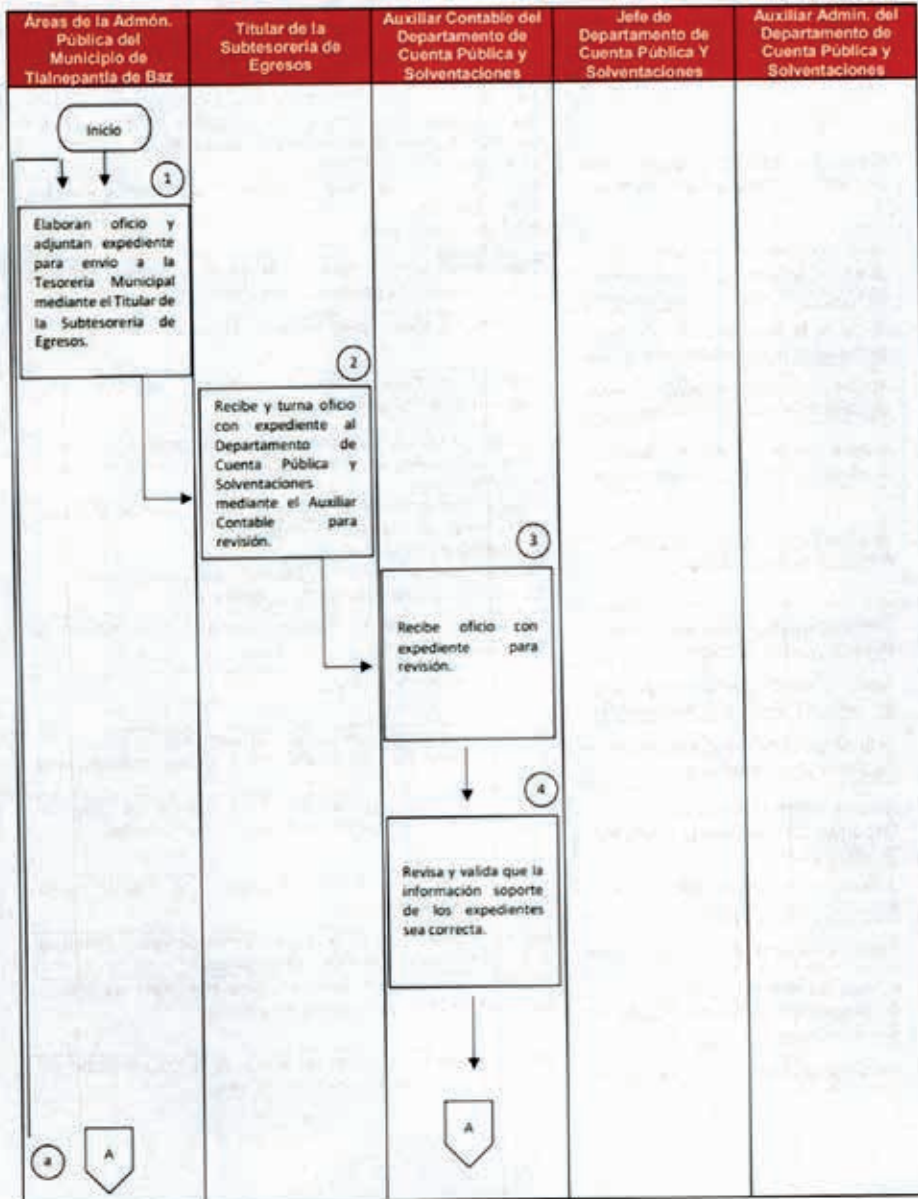 Áreas de la Admón.
Pública del
Municipio de
Tlalnepantla de Baz
Titular de la
Subtesorería de
Egresos
Auxiliar Contable del
Departamento de
Cuenta Pública y
Solventaciones
Jefe de
Departamento de
Cuenta Pública Y
Solventaciones
Auxiliar Admin. del
Departamento de
Cuenta Pública y
Solventaciones
Inicio
1
Elaboran oficio y
adjuntan expediente
para envío a la
Tesorería Municipal
mediante el Titular de
la Subtesorería de
Egresos.
2
Recibe y turna oficio
con expediente al
Departamento de
Cuenta Pública y
Solventaciones
mediante el Auxiliar
Contable para
revisión.
3
Recibe oficio con
expediente para
revisión.
4
Revisa y valida que la
información soporte
de los expedientes
sea correcta.
a
A
A